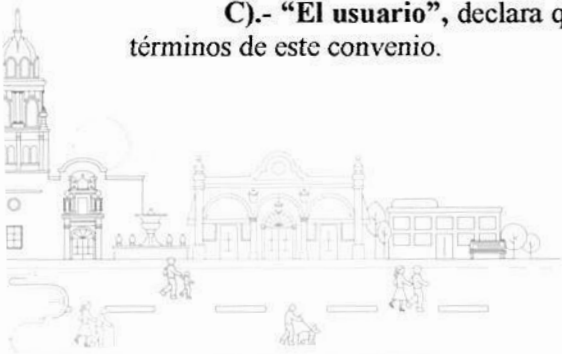 C).- “El usuario”, declara q
términos de este convenio.